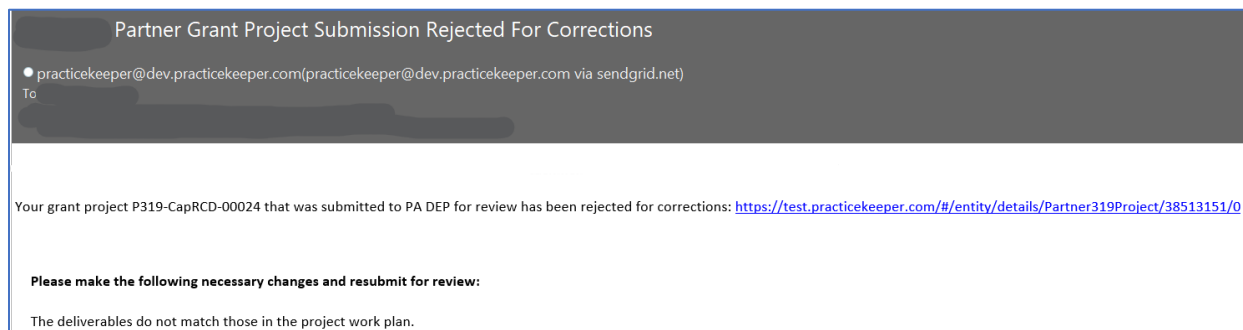 Partner Grant Project Submission Rejected For Corrections
practicekeeper@dev.practicekeeper.com(practicekeeper@dev.practicekeeper.com via sendgrid.net)
To
Your grant project P319-CapRCD-00024 that was submitted to PA DEP for review has been rejected for corrections: https://test.practicekeeper.com/#/entity/details/Partner319Project/38513151/0
Please make the following necessary changes and resubmit for review:
The deliverables do not match those in the project work plan.